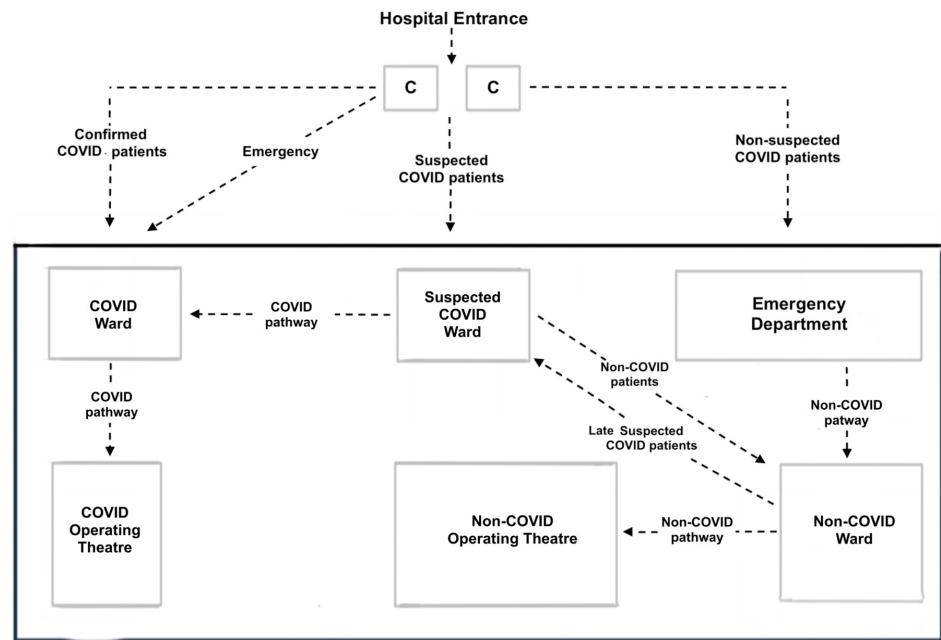 Hospital Entrance
C
C
Confirmed
COVID patients
Emergency
Suspected
COVID patients
Non-suspected
COVID patients
COVID
Ward
COVID
pathway
Suspected
COVID
Ward
Emergency
Department
Non-COVID
patients
COVID
pathway
Non-COVID
patway
Late Suspected
COVID patients
COVID
Operating
Theatre
Non-COVID
Operating Theatre
Non-COVID
pathway
Non-COVID
Ward